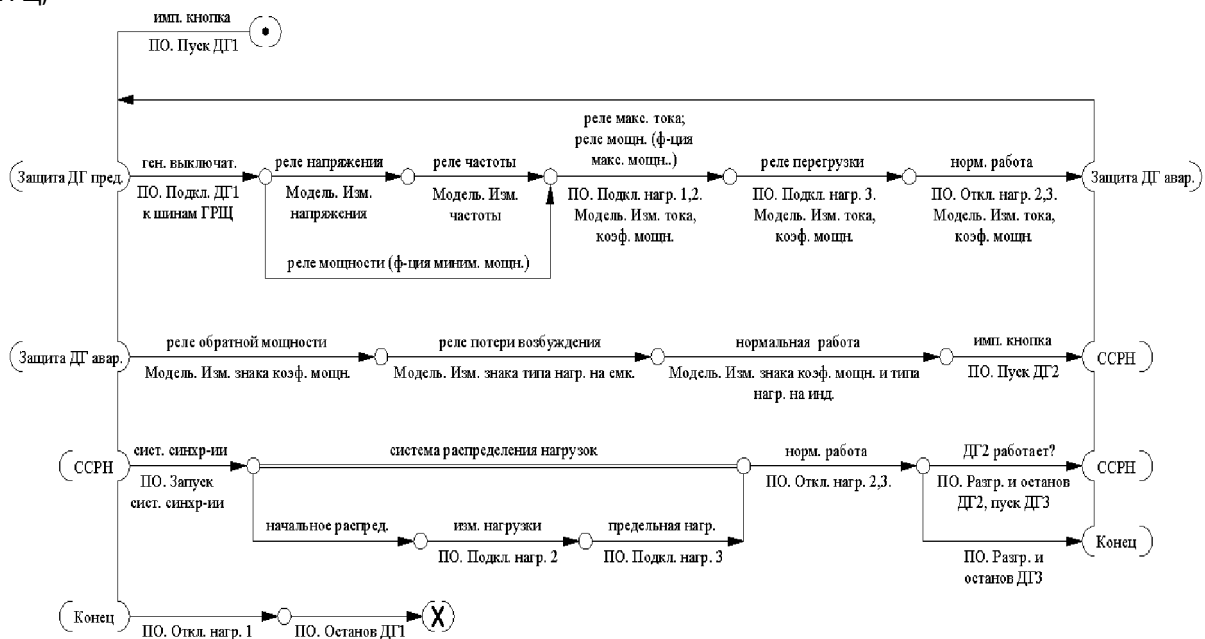 ГРЩ)
имп. кнопка
ПО. Пуск ДГ1
Защита ДГ пред.
ген. выключат.
ПО. Подкл. ДГ1
к шинам ГРЩ
реле напряжения
Модель. Изм.
напряжения
реле частоты
Модель. Изм.
частоты
реле макс. тока;
реле мощн. (ф-ция
макс. мощн..)
ПО. Подкл. нагр. 1,2.
Модель. Изм. тока,
коэф. мощн.
реле перегрузки
ПО. Подкл. нагр. 3.
Модель. Изм. тока,
коэф. мощн.
норм. работа
ПО. Откл. нагр. 2,3.
Модель. Изм. тока,
коэф. мощн.
Защита ДГ авар.
реле мощности (ф-ция миним. мощн.)
Защита ДГ авар.
реле обратной мощности
Модель. Изм. знака коэф. мощн.
реле потери возбуждения
Модель. Изм. знака типа нагр. на емк.
нормальная работа
Модель. Изм. знака коэф. мощн. и типа
нагр. на инд.
имп. кнопка
ПО. Пуск ДГ2
ССРН
ССРН
сист. синхр-ии
ПО. Запуск
сист. синхр-ии
система распределения нагрузок
норм. работа
ПО. Откл. нагр. 2,3.
ДГ2 работает?
ПО. Разгр. и останов
ДГ2, пуск ДГ3
ССРН
начальное распред.
изм. нагрузки
ПО. Подкл. нагр. 2
предельная нагр.
ПО. Подкл. нагр. 3
ПО. Разгр. и
останов ДГ3
Конец
Конец
ПО. Откл. нагр. 1
ПО. Останов ДГ1
X